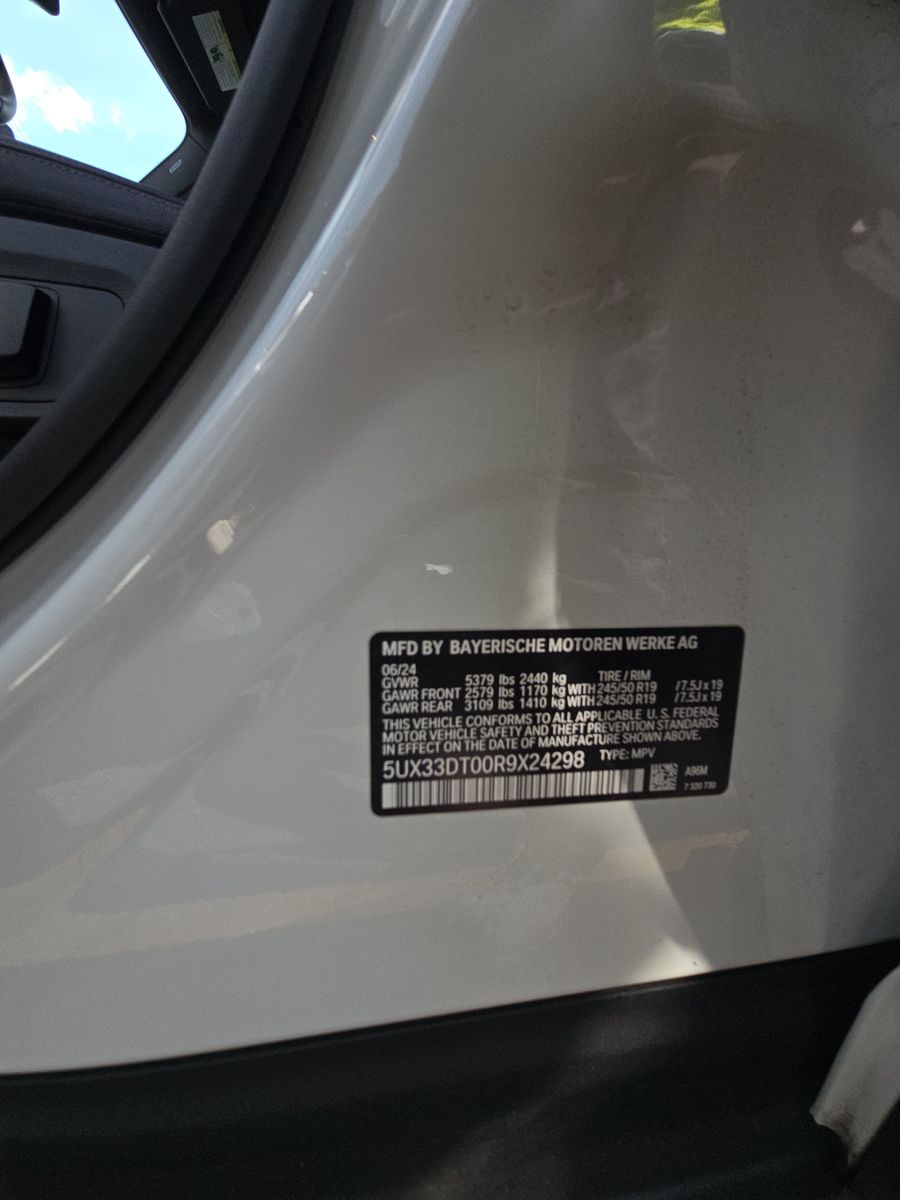 MFD BY BAYERISCHE MOTOREN WERKE AG
06/24
GVWR 5379 lbs 2440 kg TIRE / RIM
GAWR FRONT 2579 lbs 1170 kg WITH 245/50 R19 / 7.5J x 19
GAWR REAR 3109 lbs 1410 kg WITH 245/50 R19 / 7.5J x 19
THIS VEHICLE CONFORMS TO ALL APPLICABLE U.S. FEDERAL
MOTOR VEHICLE SAFETY AND THEFT PREVENTION STANDARDS
IN EFFECT ON THE DATE OF MANUFACTURE SHOWN ABOVE.
5UX33DT00R9X24298 TYPE: MPV
A96M
7 320 730